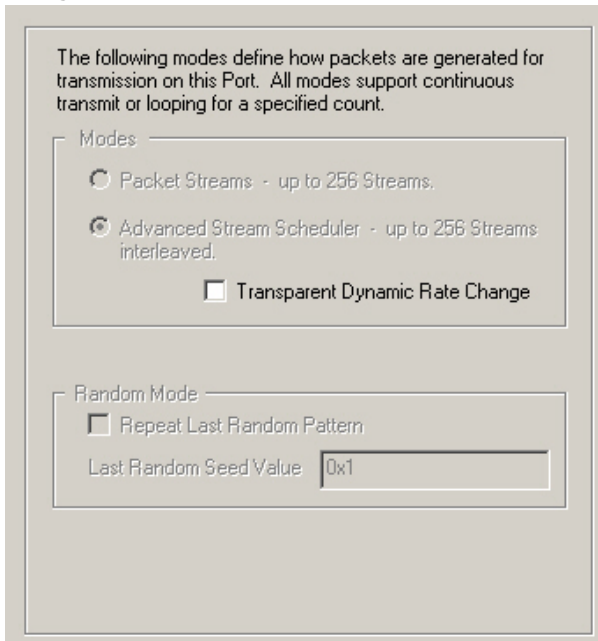 The following modes define how packets are generated for
transmission on this Port. All modes support continuous
transmit or looping for a specified count.
Modes
Packet Streams - up to 256 Streams.
Advanced Stream Scheduler - up to 256 Streams
interleaved.
Transparent Dynamic Rate Change
Random Mode
Repeat Last Random Pattern
Last Random Seed Value 0x1